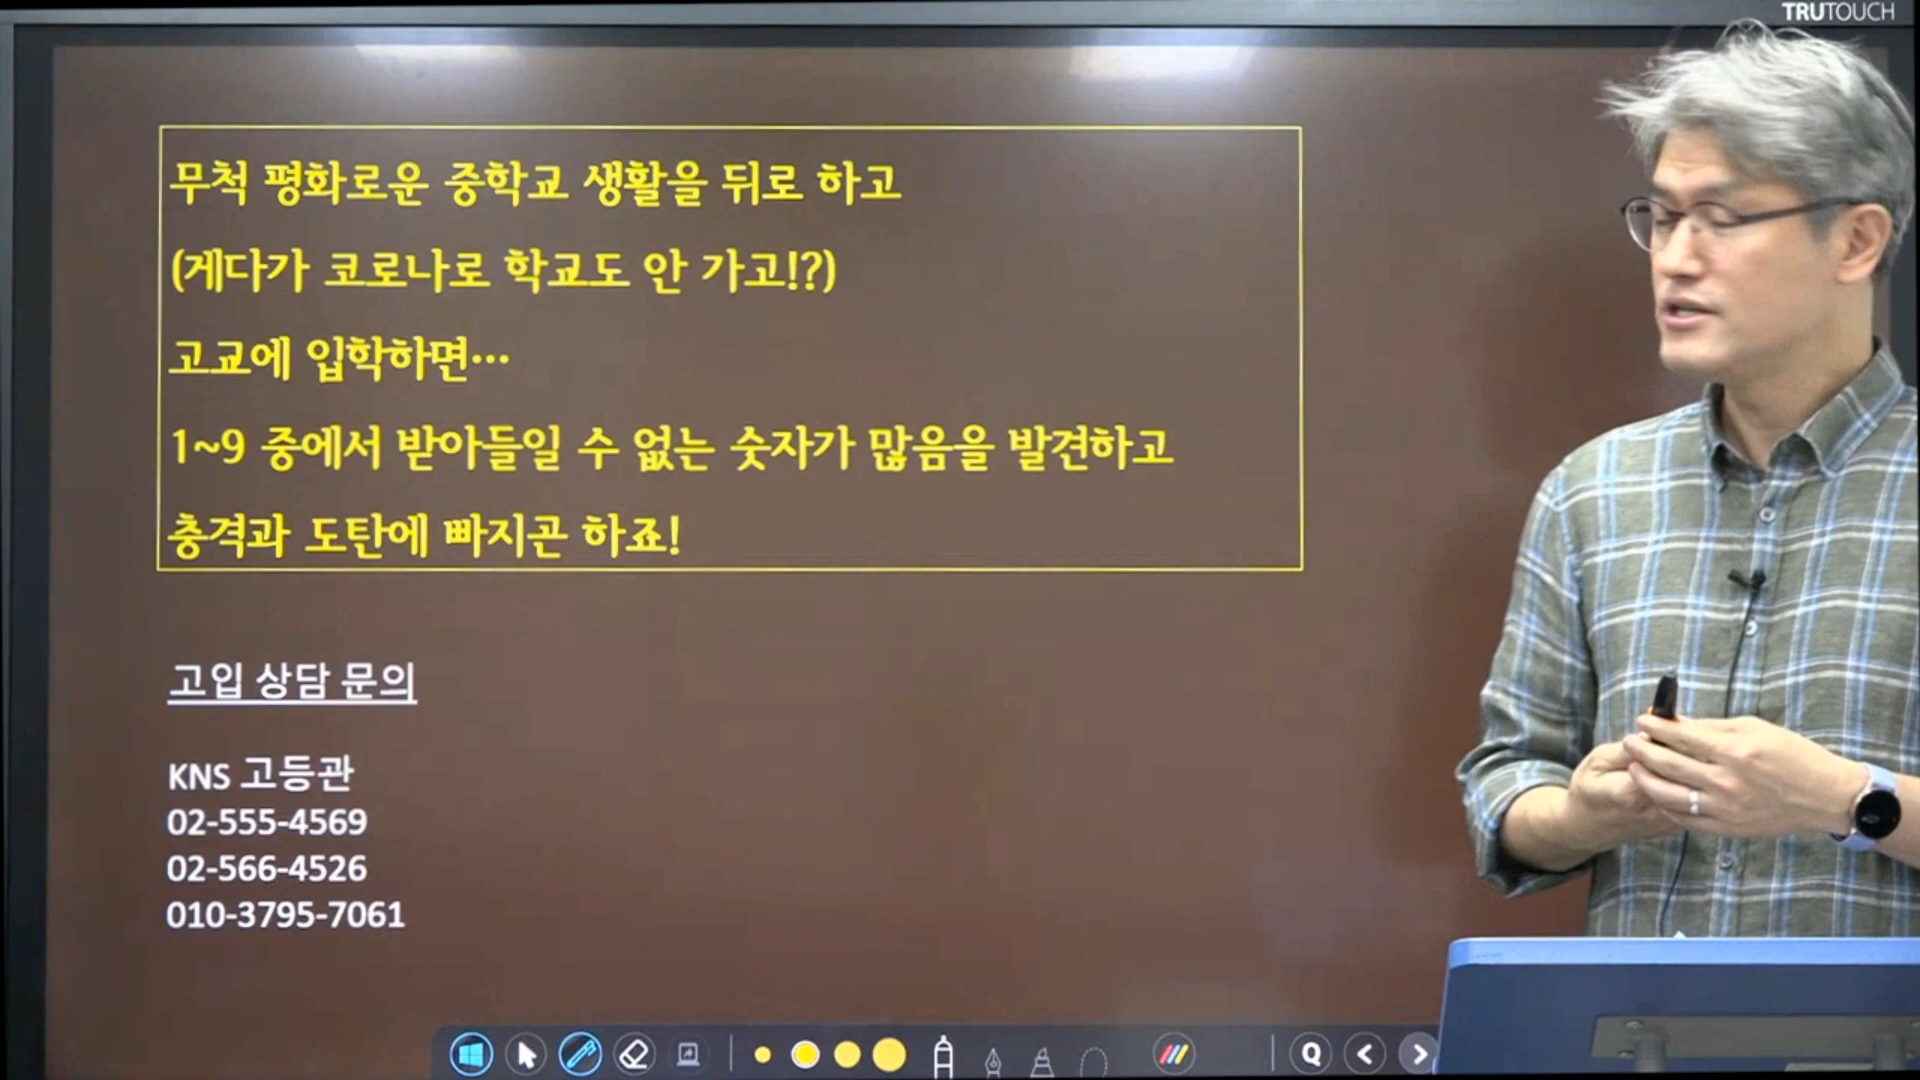 TRUTOUCH
무척 평화로운 중학교 생활을 뒤로 하고
(게다가 코로나로 학교도 안 가고!?)
고교에 입학하면…
1~9 중에서 받아들일 수 없는 숫자가 많음을 발견하고
충격과 도탄에 빠지곤 하죠!
고입 상담 문의
KNS 고등관
02-555-4569
02-566-4526
010-3795-7061
Q